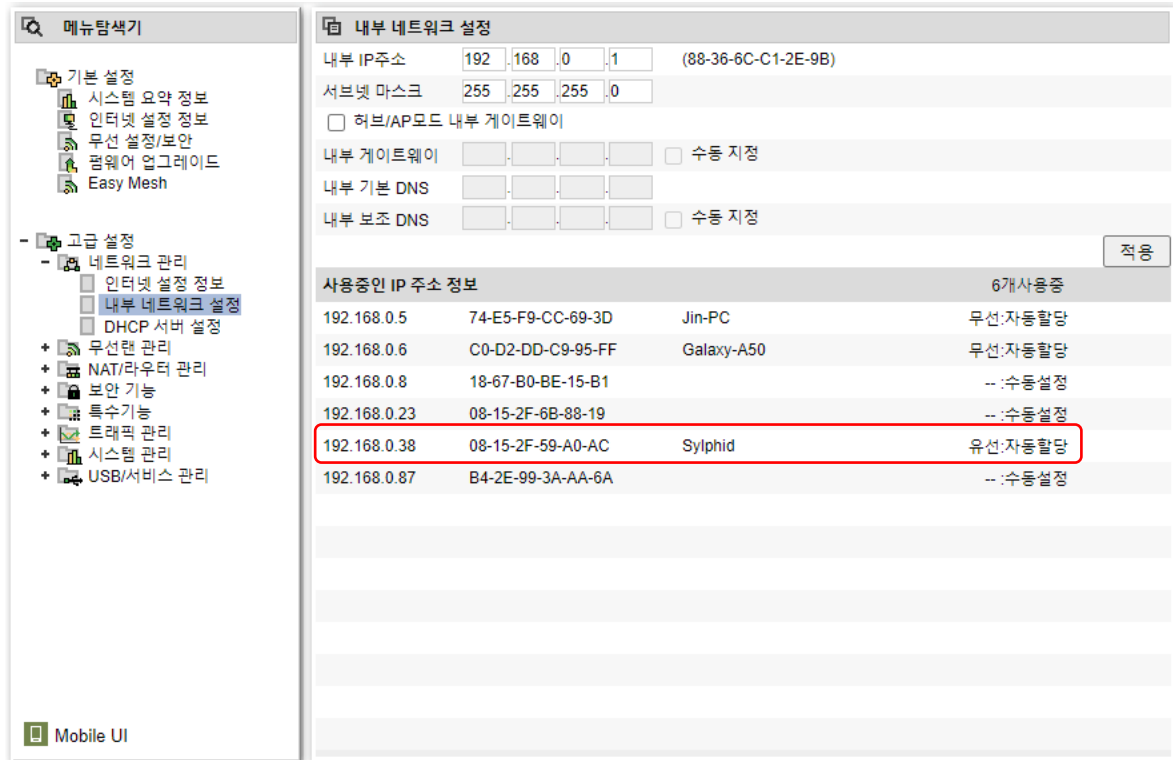 메뉴탐색기
기본 설정
시스템 요약 정보
인터넷 설정 정보
무선 설정/보안
펌웨어 업그레이드
Easy Mesh
- 고급 설정
- 네트워크 관리
인터넷 설정 정보
내부 네트워크 설정
DHCP 서버 설정
+ 무선랜 관리
+ NAT/라우터 관리
+ 보안 기능
+ 특수기능
+ 트래픽 관리
+ 시스템 관리
+ USB/서비스 관리
Mobile UI
내부 네트워크 설정
내부 IP주소 192 .168 .0 .1 (88-36-6C-C1-2E-9B)
서브넷 마스크 255 .255 .255 .0
허브/AP모드 내부 게이트웨이
내부 게이트웨이 . . . 수동 지정
내부 기본 DNS . . .
내부 보조 DNS . . . 수동 지정
적용
사용중인 IP 주소 정보 6개사용중
192.168.0.5 74-E5-F9-CC-69-3D Jin-PC 무선:자동할당
192.168.0.6 C0-D2-DD-C9-95-FF Galaxy-A50 무선:자동할당
192.168.0.8 18-67-B0-BE-15-B1 -- :수동설정
192.168.0.23 08-15-2F-6B-88-19 -- :수동설정
192.168.0.38 08-15-2F-59-A0-AC Sylphid 유선:자동할당
192.168.0.87 B4-2E-99-3A-AA-6A -- :수동설정